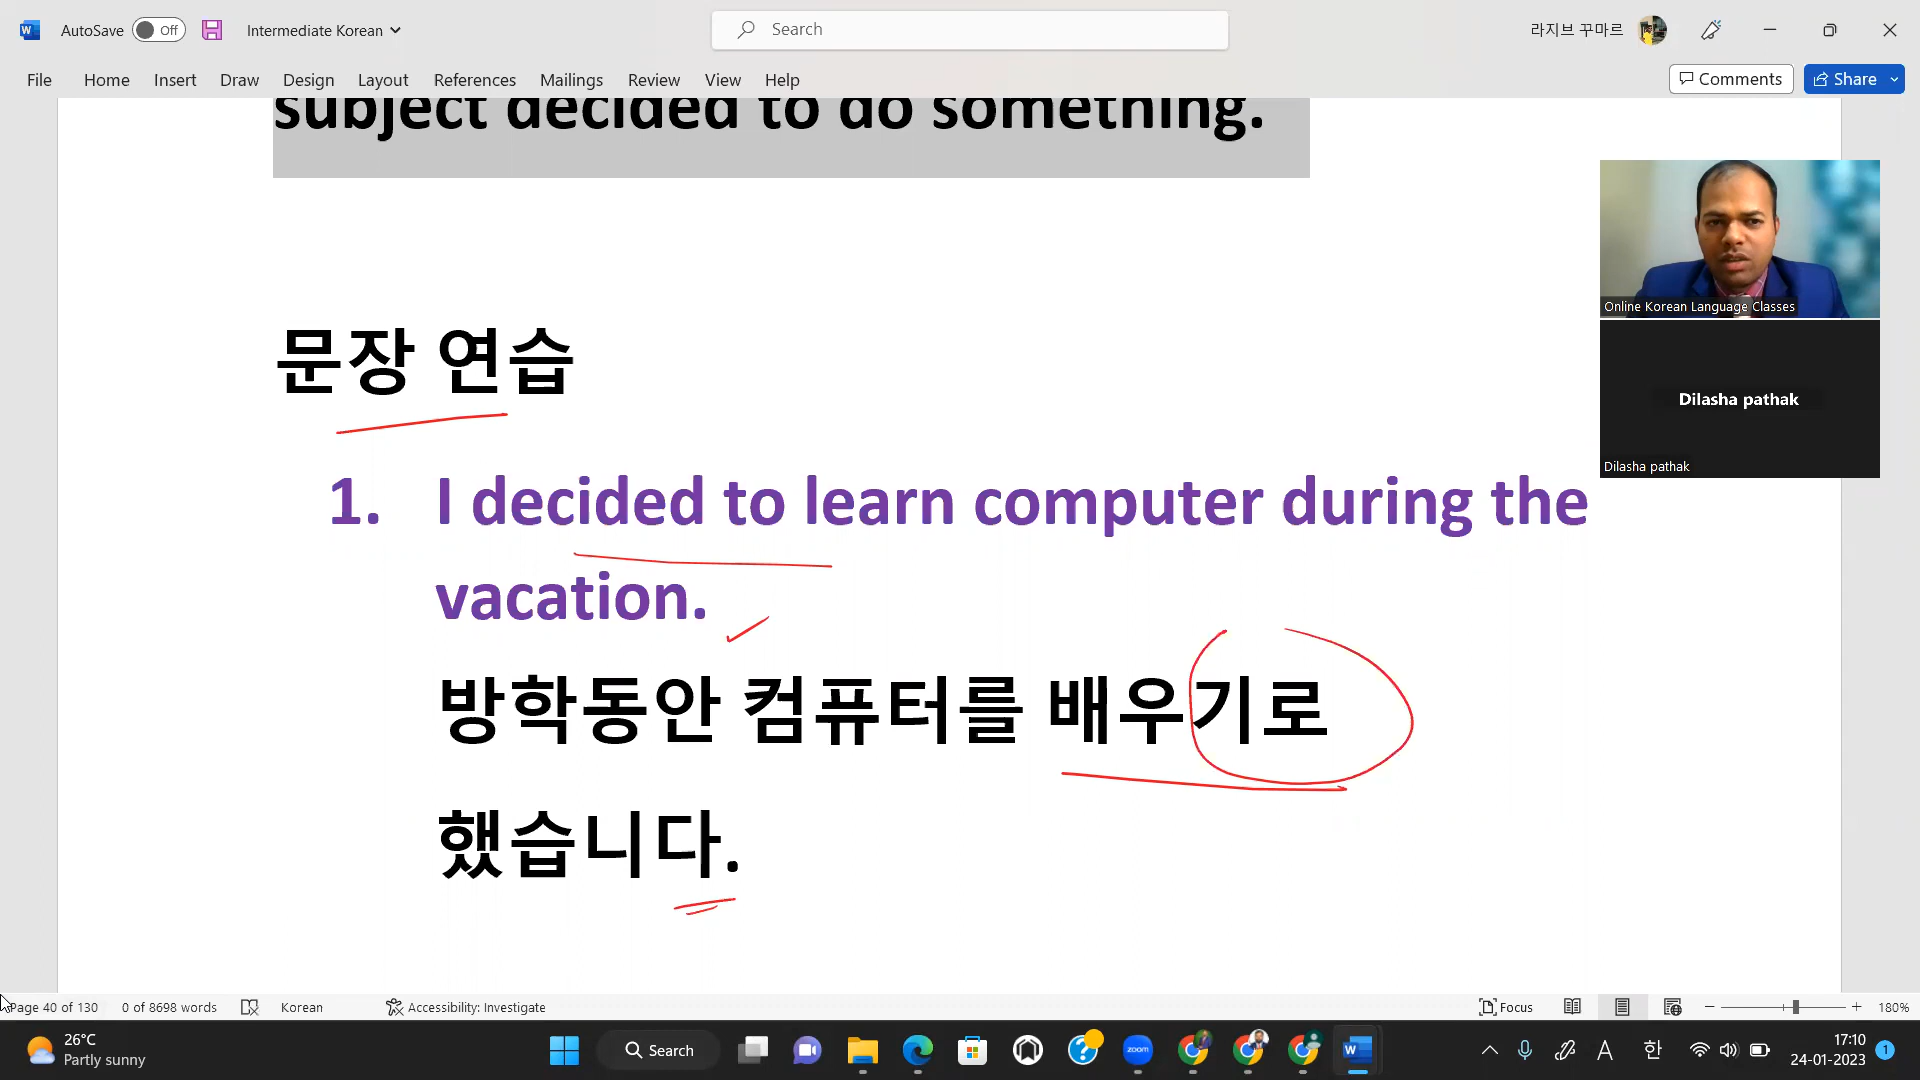 AutoSave Off Intermediate Korean Search 라지브 꾸마르
File Home Insert Draw Design Layout References Mailings Review View Help Comments Share
subject decided to do something.
Online Korean Language Classes
문장 연습
Dilasha pathak
Dilasha pathak
1. I decided to learn computer during the
vacation.
방학동안 컴퓨터를 배우기로
했습니다.
Page 40 of 130 0 of 8698 words Korean Accessibility: Investigate Focus 180%
26°C
Partly sunny
Search
zoom
A 한
17:10
24-01-2023
1